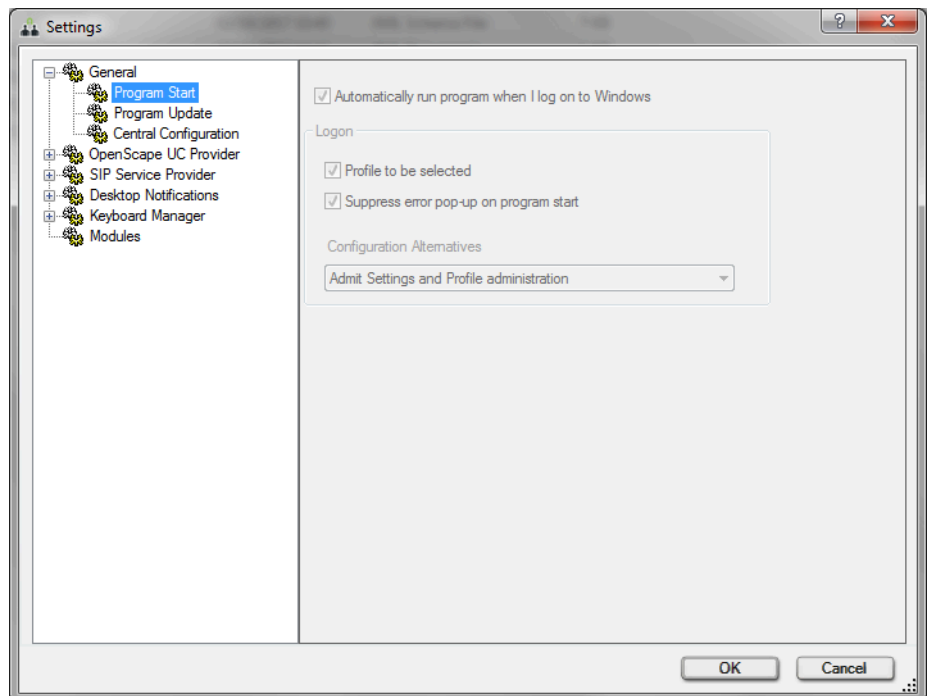 Settings
?
X
General
Program Start
Program Update
Central Configuration
OpenScape UC Provider
SIP Service Provider
Desktop Notifications
Keyboard Manager
Modules
Automatically run program when I log on to Windows
Logon
Profile to be selected
Suppress error pop-up on program start
Configuration Alternatives
Admit Settings and Profile administration
OK
Cancel